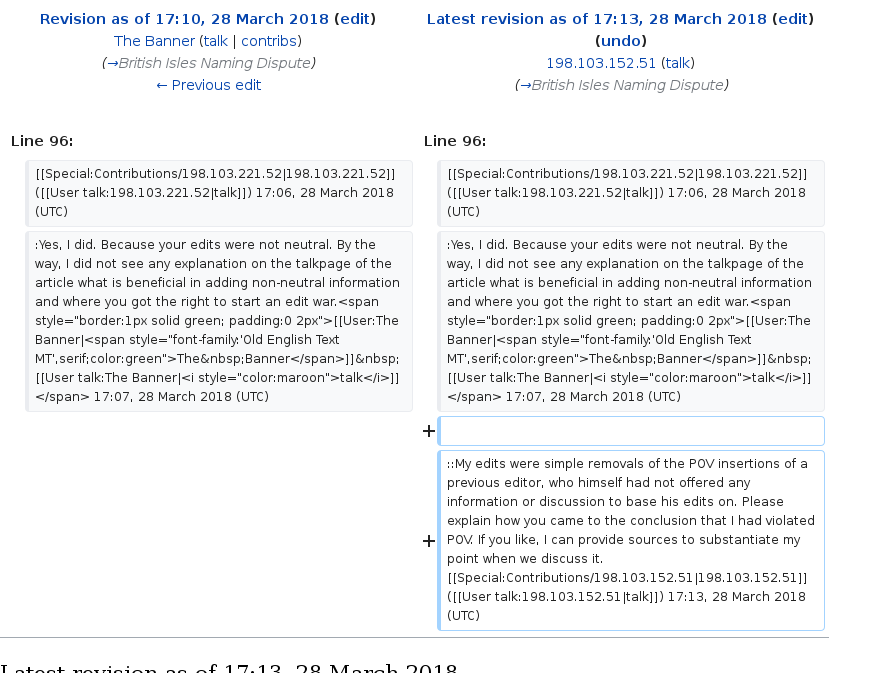 Revision as of 17:10, 28 March 2018 (edit)
The Banner (talk | contribs)
(→British Isles Naming Dispute)
← Previous edit
Latest revision as of 17:13, 28 March 2018 (edit)
(undo)
198.103.152.51 (talk)
(→British Isles Naming Dispute)
Line 96:
Line 96:
[[Special:Contributions/198.103.221.52|198.103.221.52]]
([[User talk:198.103.221.52|talk]]) 17:06, 28 March 2018
(UTC)
[[Special:Contributions/198.103.221.52|198.103.221.52]]
([[User talk:198.103.221.52|talk]]) 17:06, 28 March 2018
(UTC)
:Yes, I did. Because your edits were not neutral. By the
way, I did not see any explanation on the talkpage of the
article what is beneficial in adding non-neutral information
and where you got the right to start an edit war.<span
style="border:1px solid green; padding:0 2px">[[User:The
Banner|<span style="font-family:'Old English Text
MT',serif;color:green">The&nbsp;Banner</span>]]&nbsp;
[[User talk:The Banner|<i style="color:maroon">talk</i>]]
</span> 17:07, 28 March 2018 (UTC)
:Yes, I did. Because your edits were not neutral. By the
way, I did not see any explanation on the talkpage of the
article what is beneficial in adding non-neutral information
and where you got the right to start an edit war.<span
style="border:1px solid green; padding:0 2px">[[User:The
Banner|<span style="font-family:'Old English Text
MT',serif;color:green">The&nbsp;Banner</span>]]&nbsp;
[[User talk:The Banner|<i style="color:maroon">talk</i>]]
</span> 17:07, 28 March 2018 (UTC)
+
+
::My edits were simple removals of the POV insertions of a
previous editor, who himself had not offered any
information or discussion to base his edits on. Please
explain how you came to the conclusion that I had violated
POV. If you like, I can provide sources to substantiate my
point when we discuss it.
[[Special:Contributions/198.103.152.51|198.103.152.51]]
([[User talk:198.103.152.51|talk]]) 17:13, 28 March 2018
(UTC)
Latest revision as of 17:13, 28 March 2018